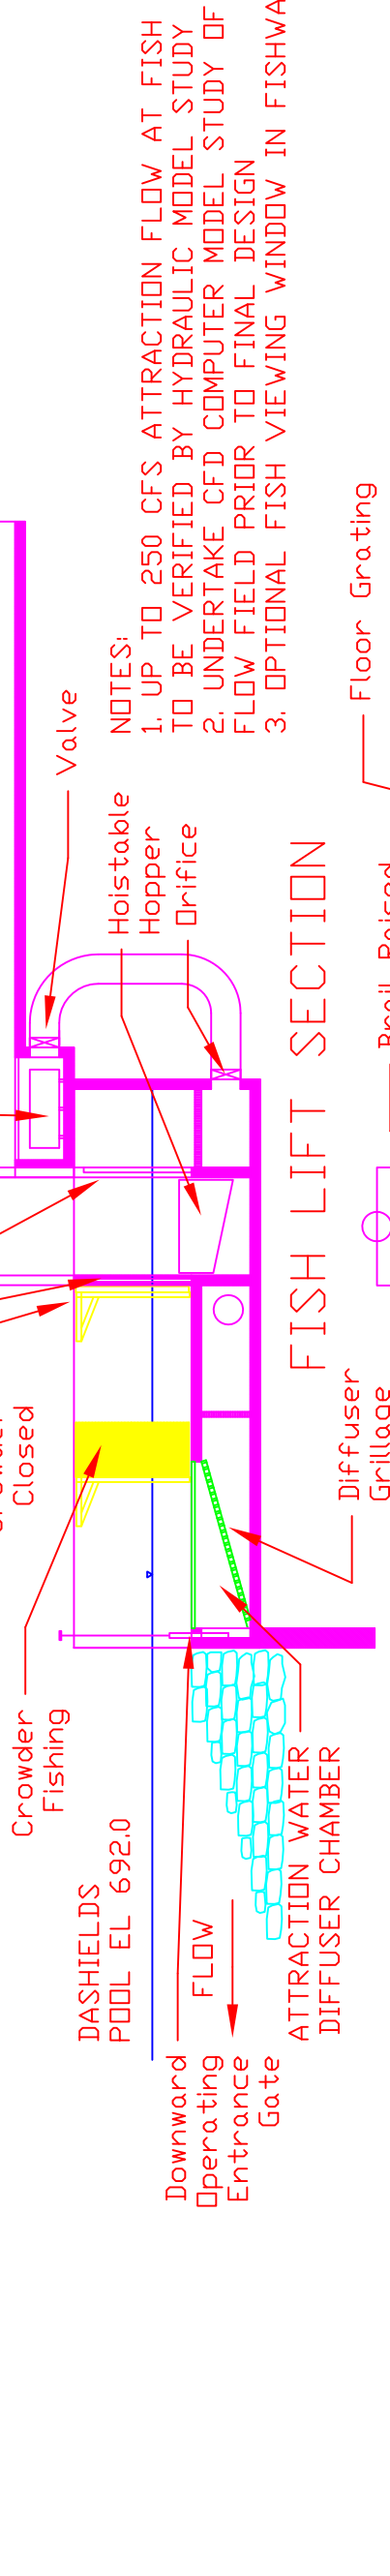 NOTES:
1. UP TO 250 CFS ATTRACTION FLOW AT FISH
TO BE VERIFIED BY HYDRAULIC MODEL STUDY
2. UNDERTAKE CFD COMPUTER MODEL STUDY OF
FLOW FIELD PRIOR TO FINAL DESIGN
3. OPTIONAL FISH VIEWING WINDOW IN
Valve
Hoistable
Hopper
Orifice
FISH LIFT SECTION
Floor Grating
Closed
Crowder
Fishing
Diffuser
Grillage
DASHIELDS
POOL EL 692.0
FLOW
ATTRACTION WATER
DIFFUSER CHAMBER
Downward
Operating
Entrance
Gate